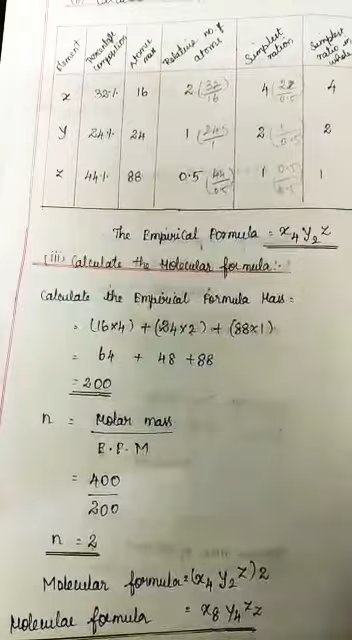 Element Percentage composition Atomic mass Relative no. of atoms Simplest ratio Simplest ratio in whole
x 32% 16 2 (32/16) 4 (2/0.5) 4
y 24% 24 1 (24/1) 2 (1/0.5) 2
z 44% 88 0.5 (44/0.5) 1 (0.5/0.5) 1
The Empirical Formula = x₄ y₂ z
(iii) Calculate the Molecular formula:-
Calculate the Empirical Formula Mass =
= (16×4) + (24×2) + (88×1)
= 64 + 48 + 88
= 200
n = Molar mass
E.F.M
= 400
200
n = 2
Molecular formula = (x₄ y₂ z) 2
Molecular formula = x₈ y₄ z₂